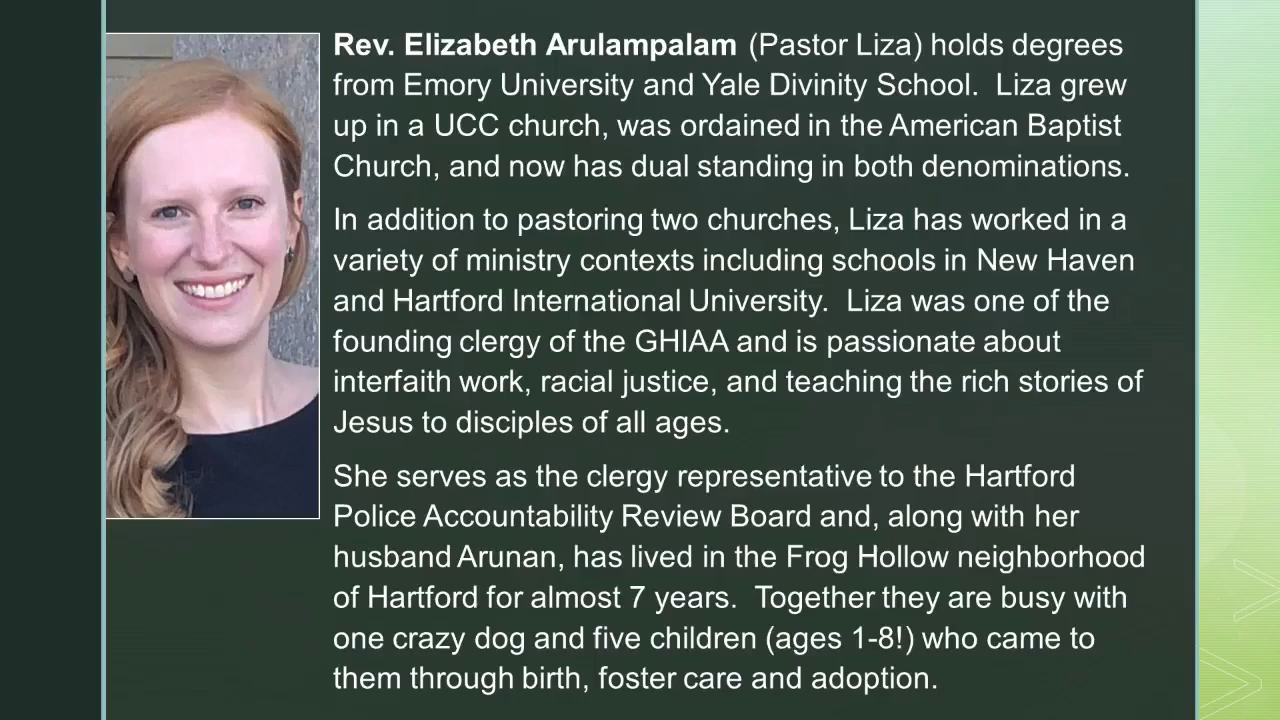 Rev. Elizabeth Arulampalam (Pastor Liza) holds degrees
from Emory University and Yale Divinity School.  Liza grew
up in a UCC church, was ordained in the American Baptist
Church, and now has dual standing in both denominations.
In addition to pastoring two churches, Liza has worked in a
variety of ministry contexts including schools in New Haven
and Hartford International University.  Liza was one of the
founding clergy of the GHIAA and is passionate about
interfaith work, racial justice, and teaching the rich stories of
Jesus to disciples of all ages.
She serves as the clergy representative to the Hartford
Police Accountability Review Board and, along with her
husband Arunan, has lived in the Frog Hollow neighborhood
of Hartford for almost 7 years.  Together they are busy with
one crazy dog and five children (ages 1-8!) who came to
them through birth, foster care and adoption.